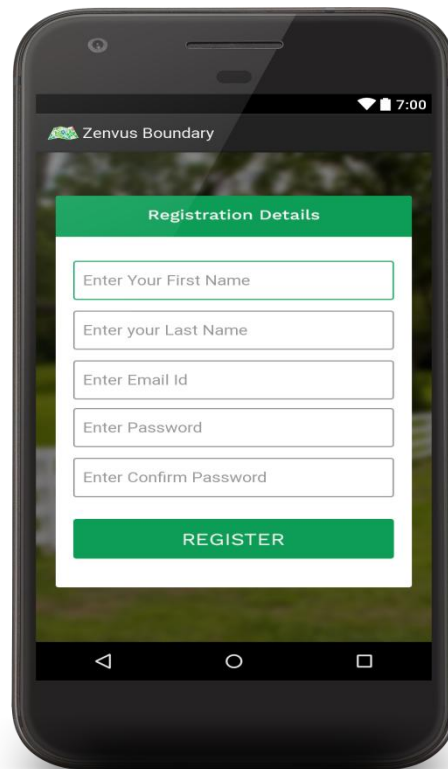 7:00
Zenvus Boundary
Registration Details
Enter Your First Name
Enter your Last Name
Enter Email Id
Enter Password
Enter Confirm Password
REGISTER